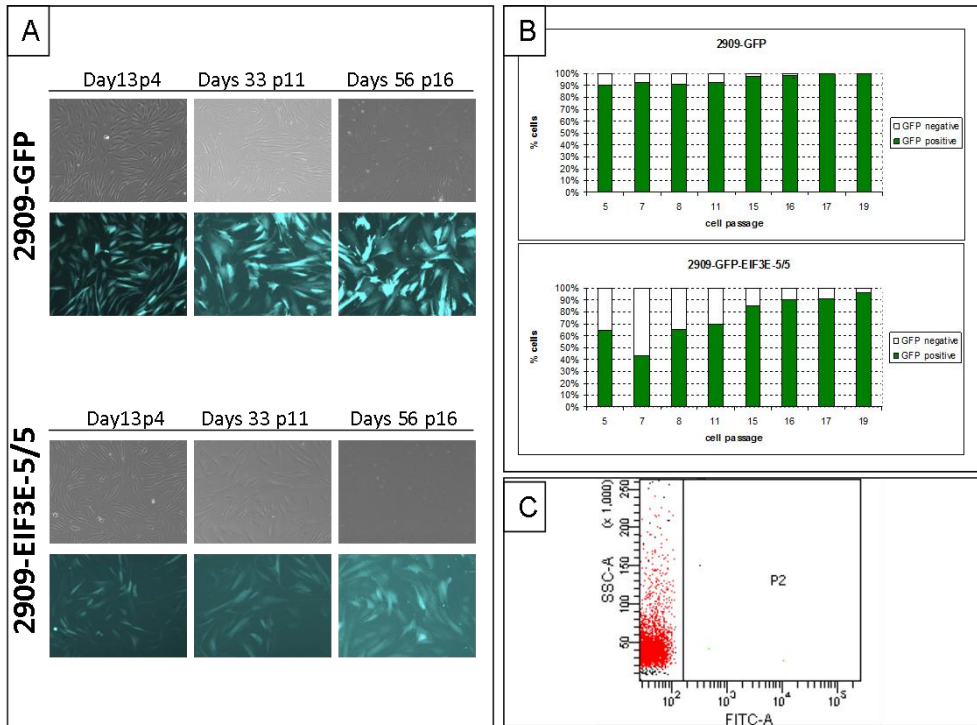 A
Day13p4 Days 33 p11 Days 56 p16
2909-GFP
Day13p4 Days 33 p11 Days 56 p16
2909-EIF3E-5/5
B
2909-GFP
100%
90%
80%
70%
60%
50%
40%
30%
20%
10%
0%
% cells
5 7 8 11 15 16 17 19
cell passage
GFP negative
GFP positive
2909-GFP-EIF3E-5/5
100%
90%
80%
70%
60%
50%
40%
30%
20%
10%
0%
% cells
5 7 8 11 15 16 17 19
cell passage
GFP negative
GFP positive
C
(x 1,000)
SSC-A
250
200
150
100
50
P2
10² 10³ 10⁴ 10⁵
FITC-A